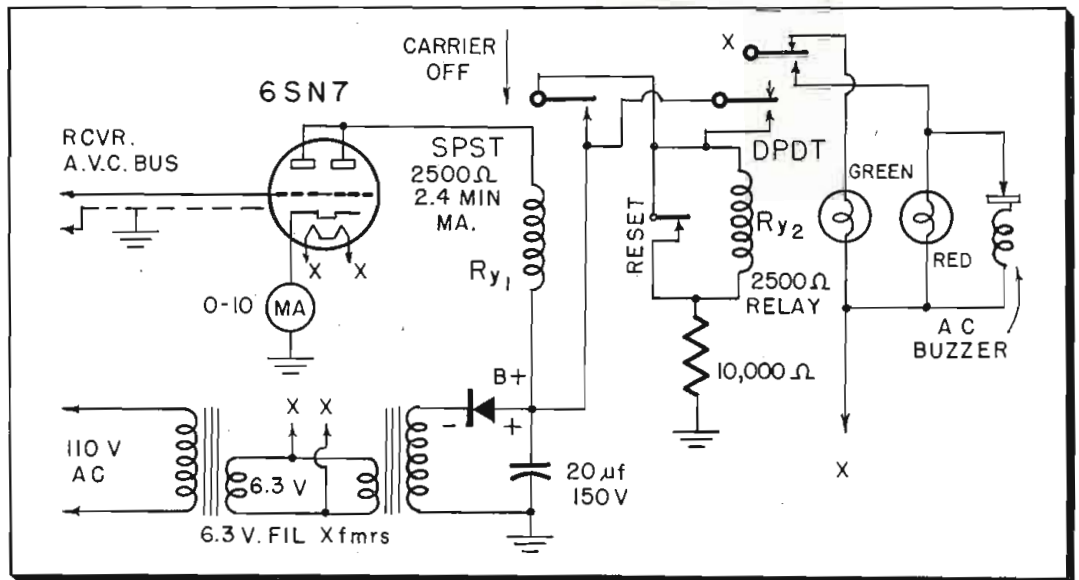 CARRIER
OFF
X
6SN7
RCVR.
A.V.C. BUS
SPST
2500Ω
2.4 MIN
MA.
DPDT
GREEN
RESET
Ry2
Ry1
X X
RED
0-10 MA
2500Ω
RELAY
AC
BUZZER
B+
10,000 Ω
- +
X X
110 V
AC
6.3 V
20 µf
150V
X
6.3 V. FIL Xfmrs